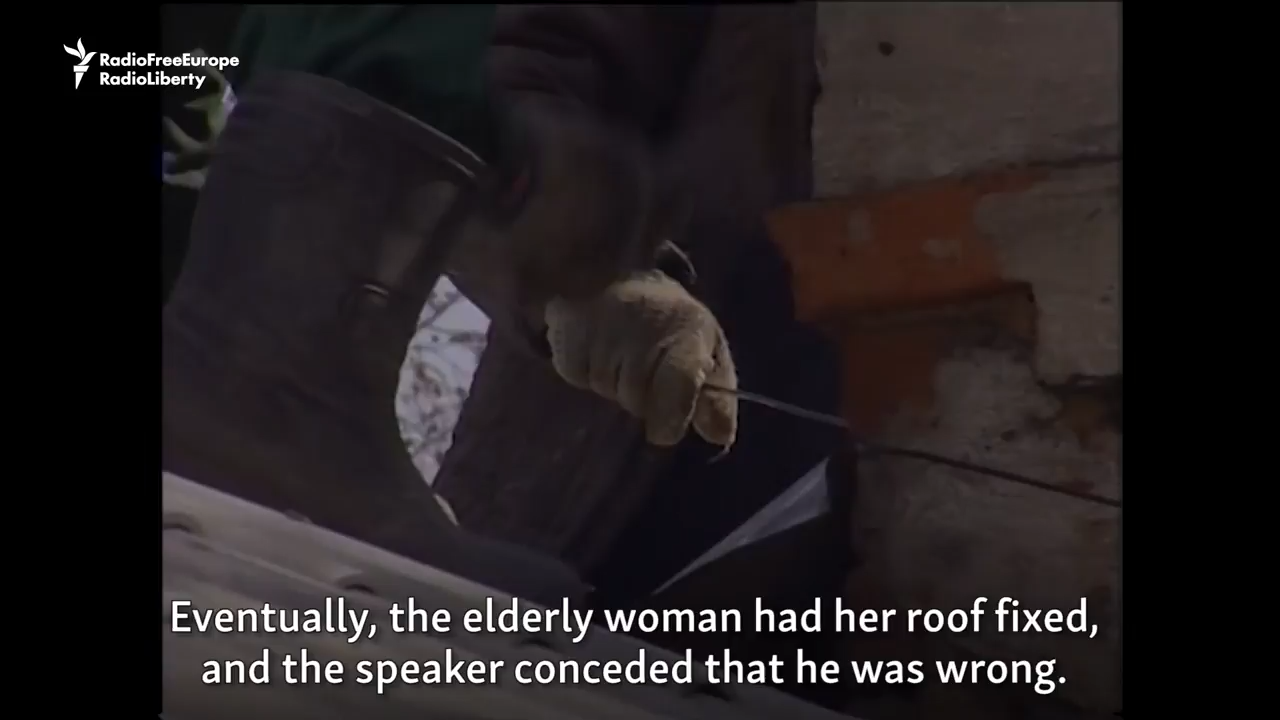 RadioFreeEurope
RadioLiberty
Eventually, the elderly woman had her roof fixed,
and the speaker conceded that he was wrong.